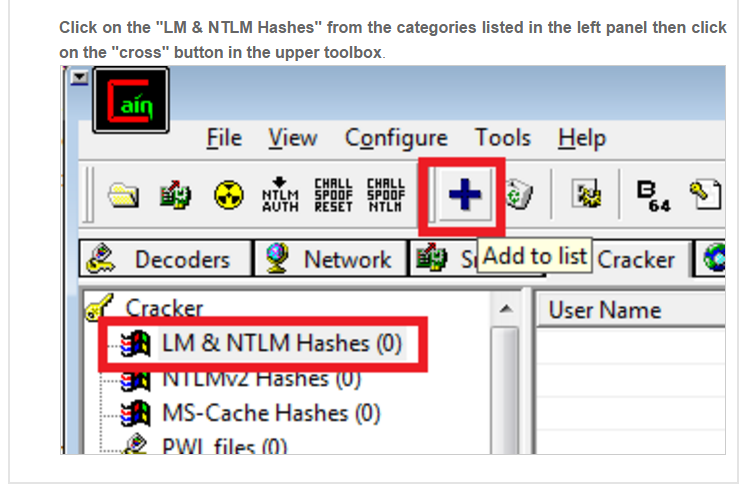 Click on the "LM & NTLM Hashes" from the categories listed in the left panel then click
on the "cross" button in the upper toolbox.
Cain
File View Configure Tools Help
NTLM AUTH
CHALL SPOOF RESET
CHALL SPOOF NTLM
B 64
Add to list
Decoders Network Cracker
Cracker
User Name
LM & NTLM Hashes (0)
NTLMv2 Hashes (0)
MS-Cache Hashes (0)
PWL files (0)